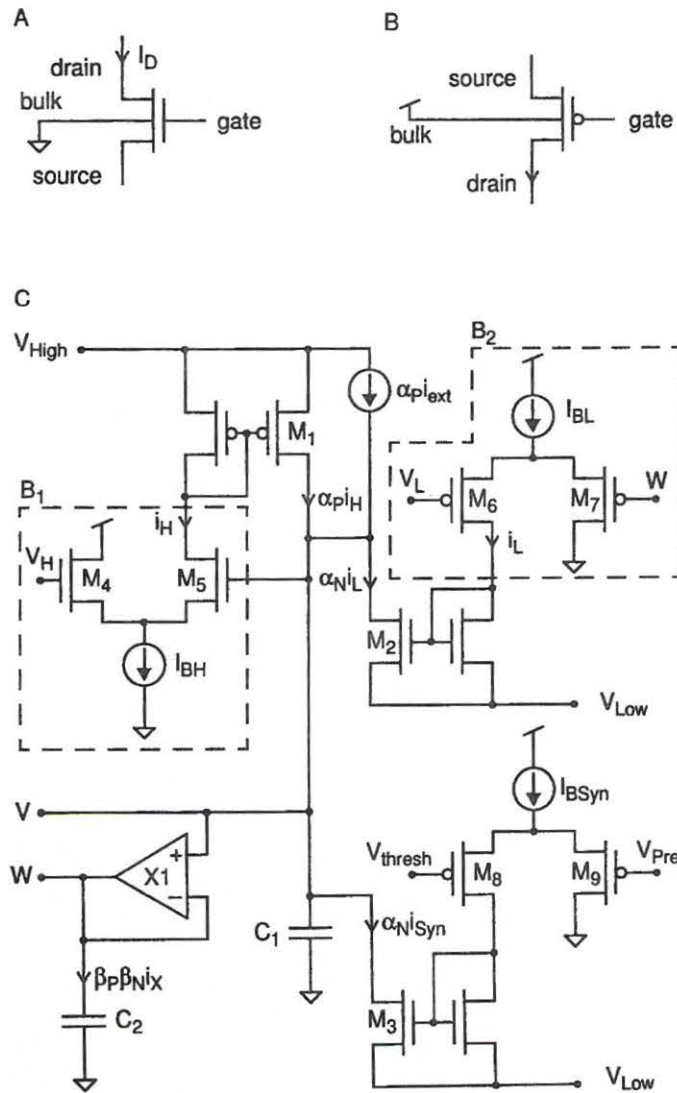 A
I_D
drain
bulk
gate
source
B
source
gate
bulk
drain
C
V_High
M_1
α_P i_ext
α_P i_H
B_1
i_H
V_H
M_4
M_5
I_BH
B_2
I_BL
V_L
M_6
M_7
W
i_L
α_N i_L
M_2
V_Low
V
W
X1
+
−
β_P β_N i_X
C_2
C_1
I_BSyn
V_thresh
M_8
M_9
V_Pre
α_N i_Syn
M_3
V_Low